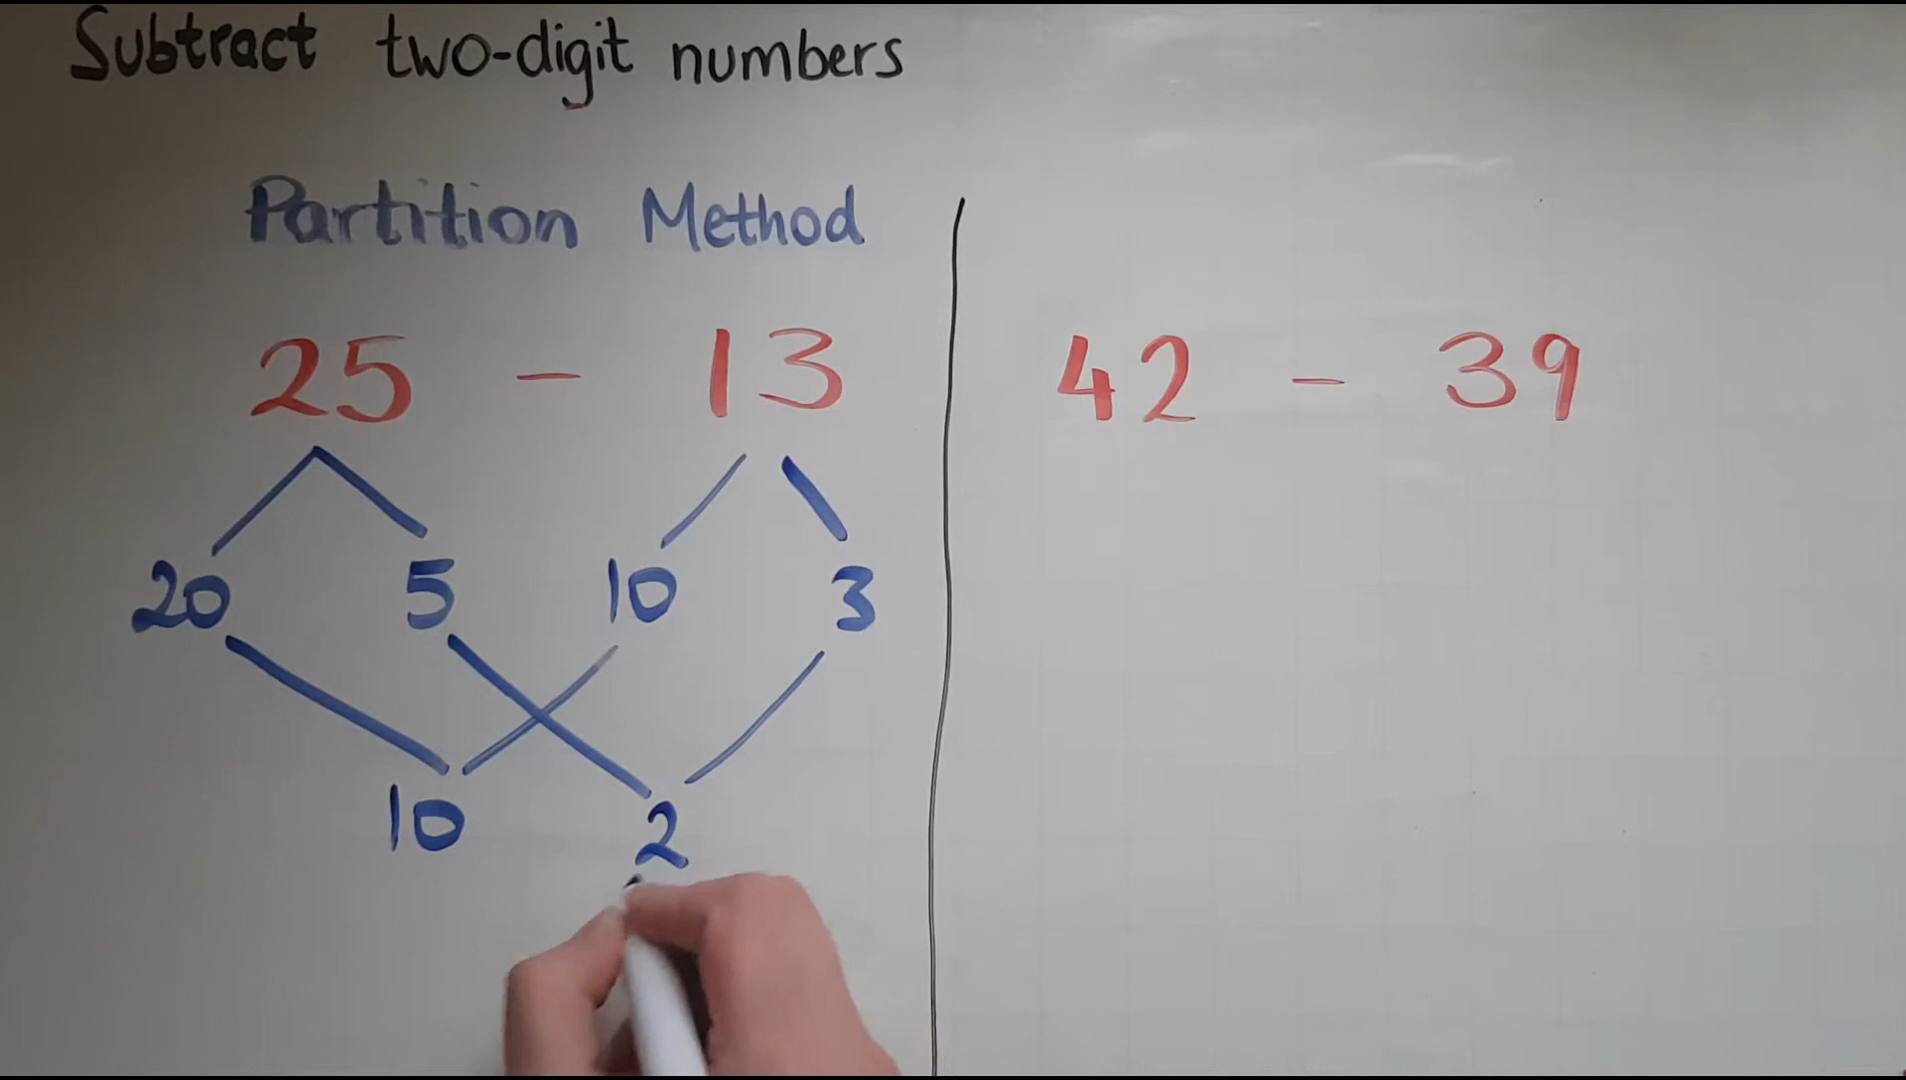 Subtract two-digit numbers
Partition Method
25 - 13
20 5 10 3
10 2
42 - 39